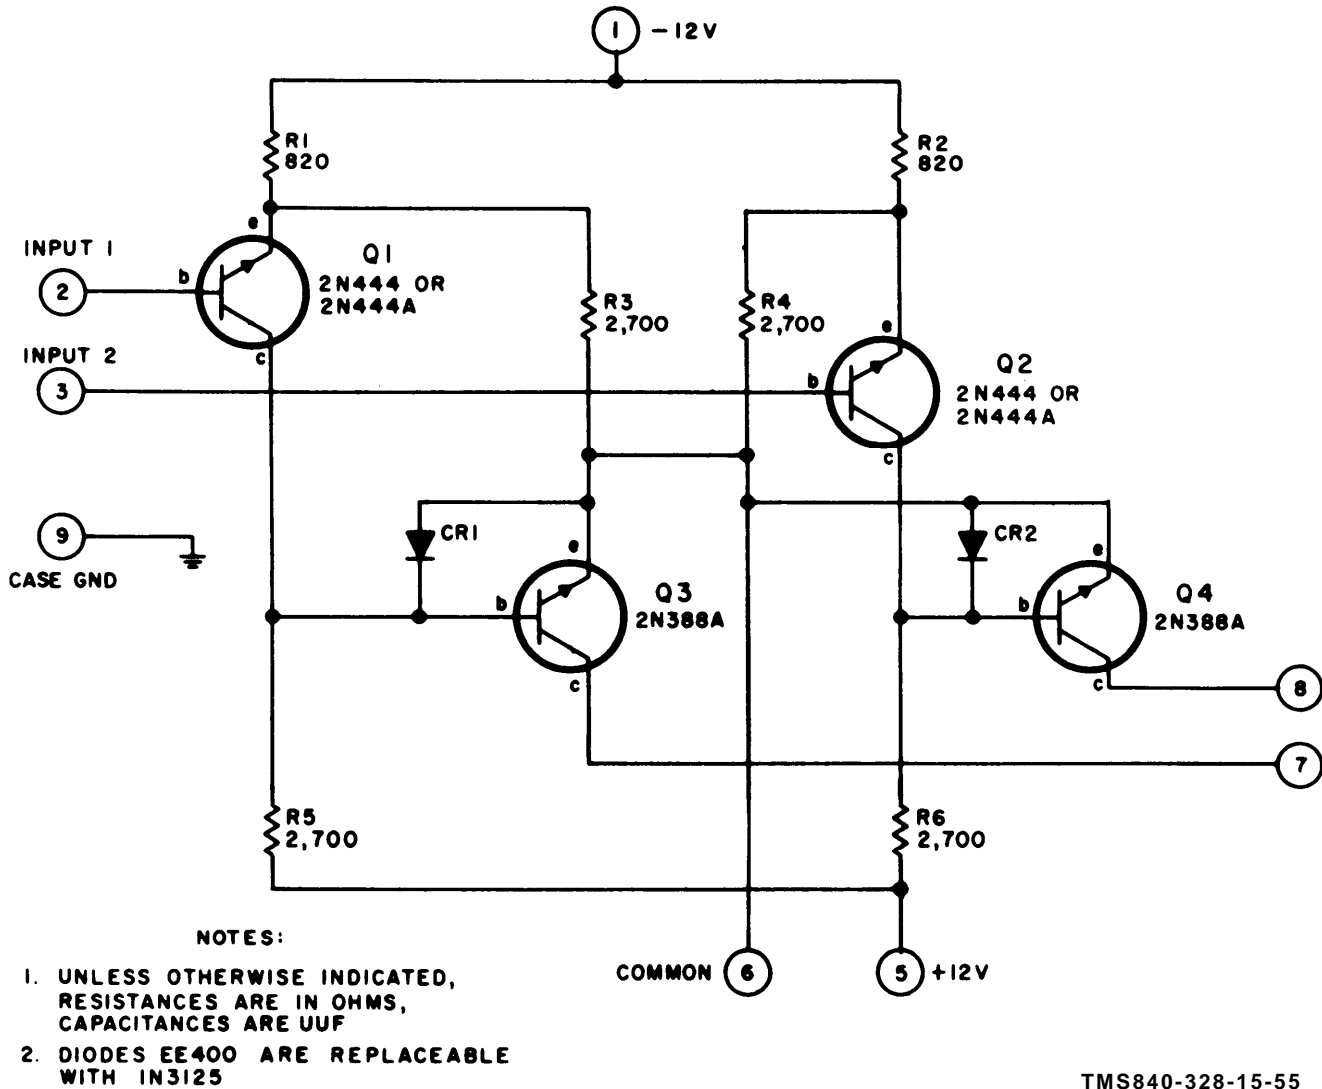 1 −12V
R1
820
R2
820
e
INPUT 1
2
b
Q1
2N444 OR
2N444A
c
R3
2,700
R4
2,700
INPUT 2
3
e
b
Q2
2N444 OR
2N444A
c
9
CASE GND
CR1
e
b
Q3
2N388A
c
CR2
e
b
Q4
2N388A
c
8
7
R5
2,700
R6
2,700
COMMON 6
5 +12V
NOTES:
1. UNLESS OTHERWISE INDICATED,
RESISTANCES ARE IN OHMS,
CAPACITANCES ARE UUF
2. DIODES EE400 ARE REPLACEABLE
WITH 1N3125
TMS840-328-15-55